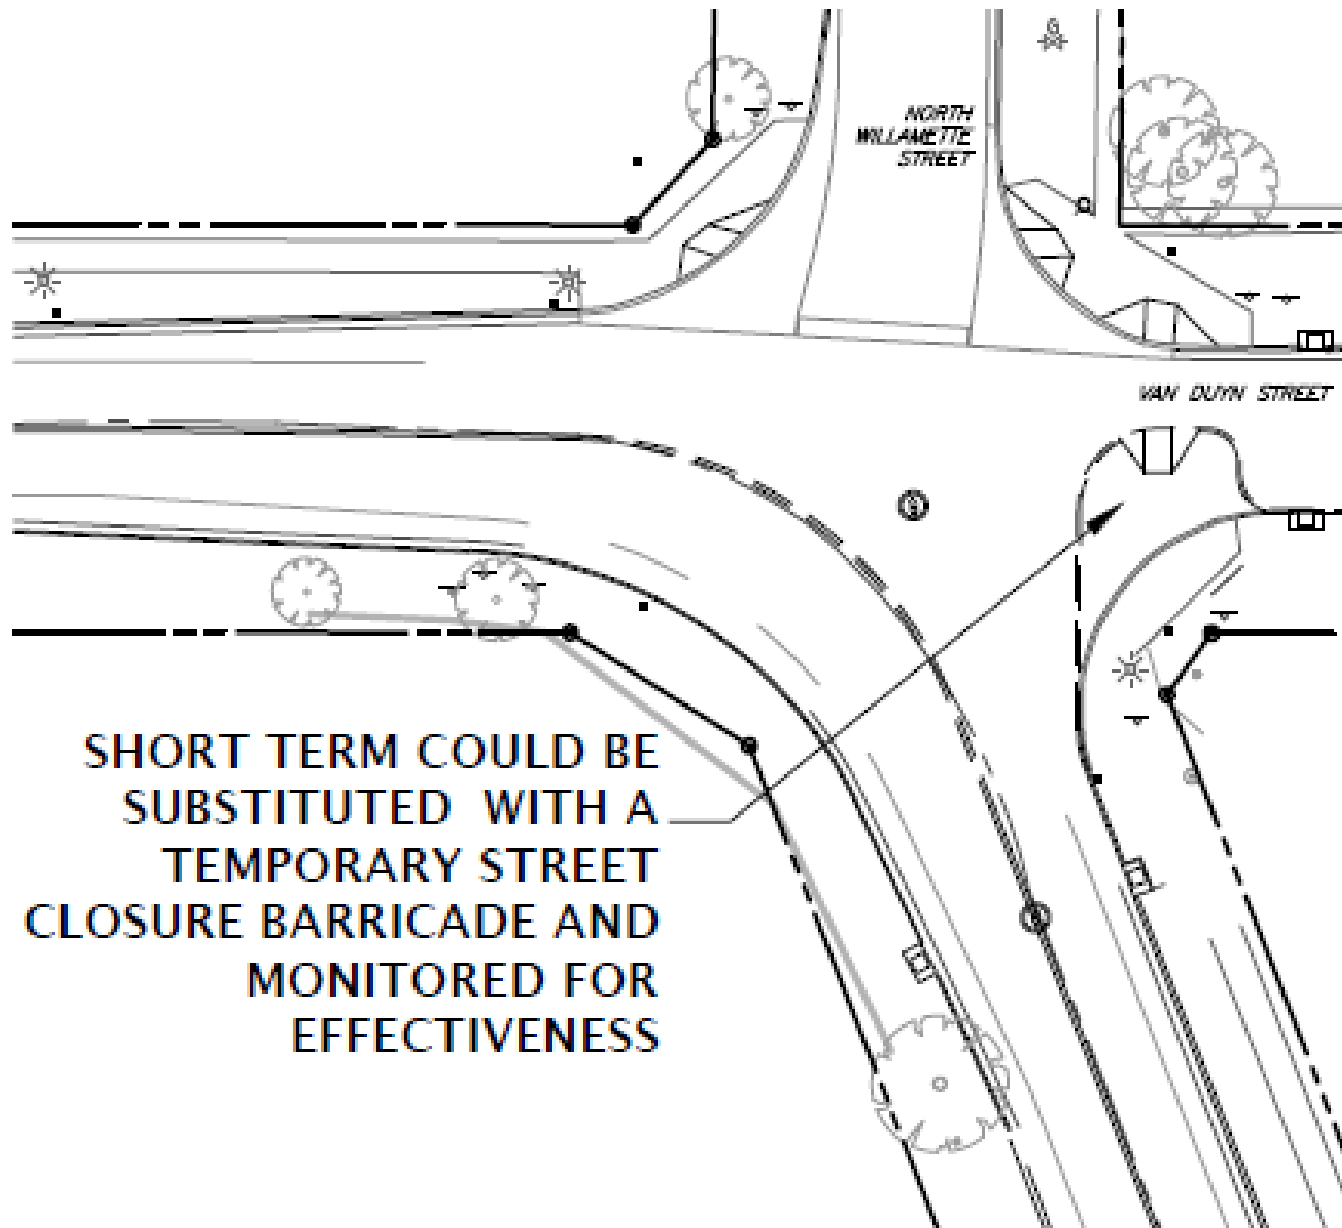 NORTH
WILLAMETTE
STREET
VAN DUYN STREET
SHORT TERM COULD BE
SUBSTITUTED WITH A
TEMPORARY STREET
CLOSURE BARRICADE AND
MONITORED FOR
EFFECTIVENESS